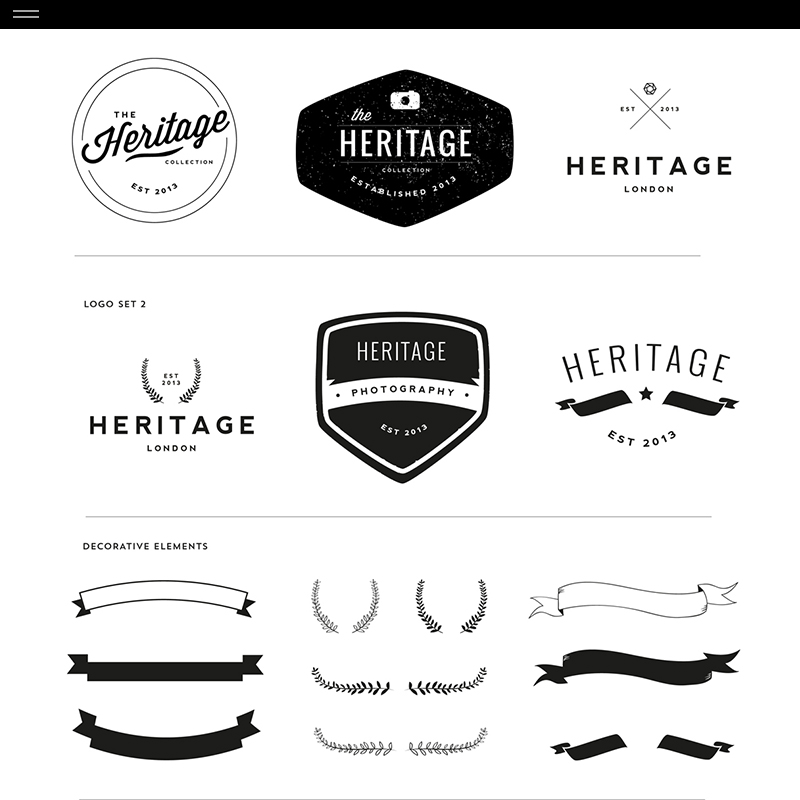 THE
Heritage
COLLECTION
EST 2013
the
HERITAGE
COLLECTION
ESTABLISHED 2013
EST 2013
HERITAGE
LONDON
LOGO SET 2
EST
2013
HERITAGE
LONDON
HERITAGE
• PHOTOGRAPHY •
EST 2013
HERITAGE
EST 2013
DECORATIVE ELEMENTS